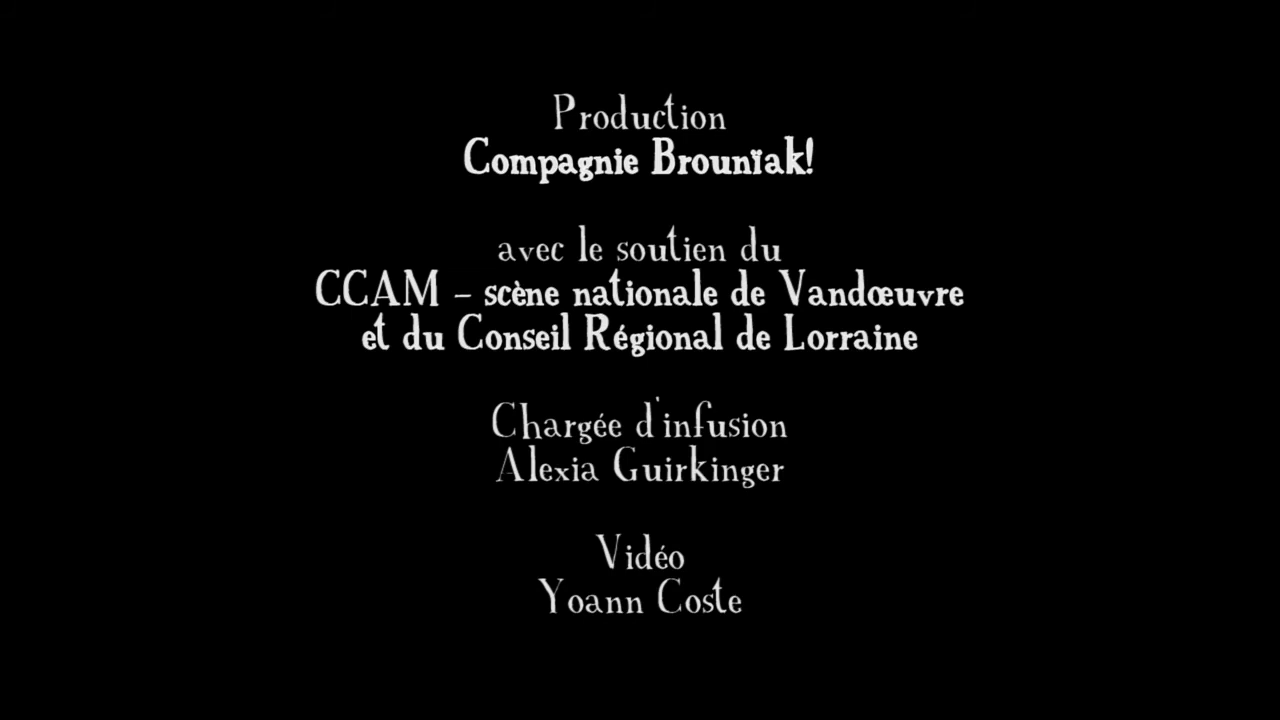 Production
Compagnie Brounïak!
avec le soutien du
CCAM – scène nationale de Vandœuvre
et du Conseil Régional de Lorraine
Chargée d'infusion
Alexia Guirkinger
Vidéo
Yoann Coste